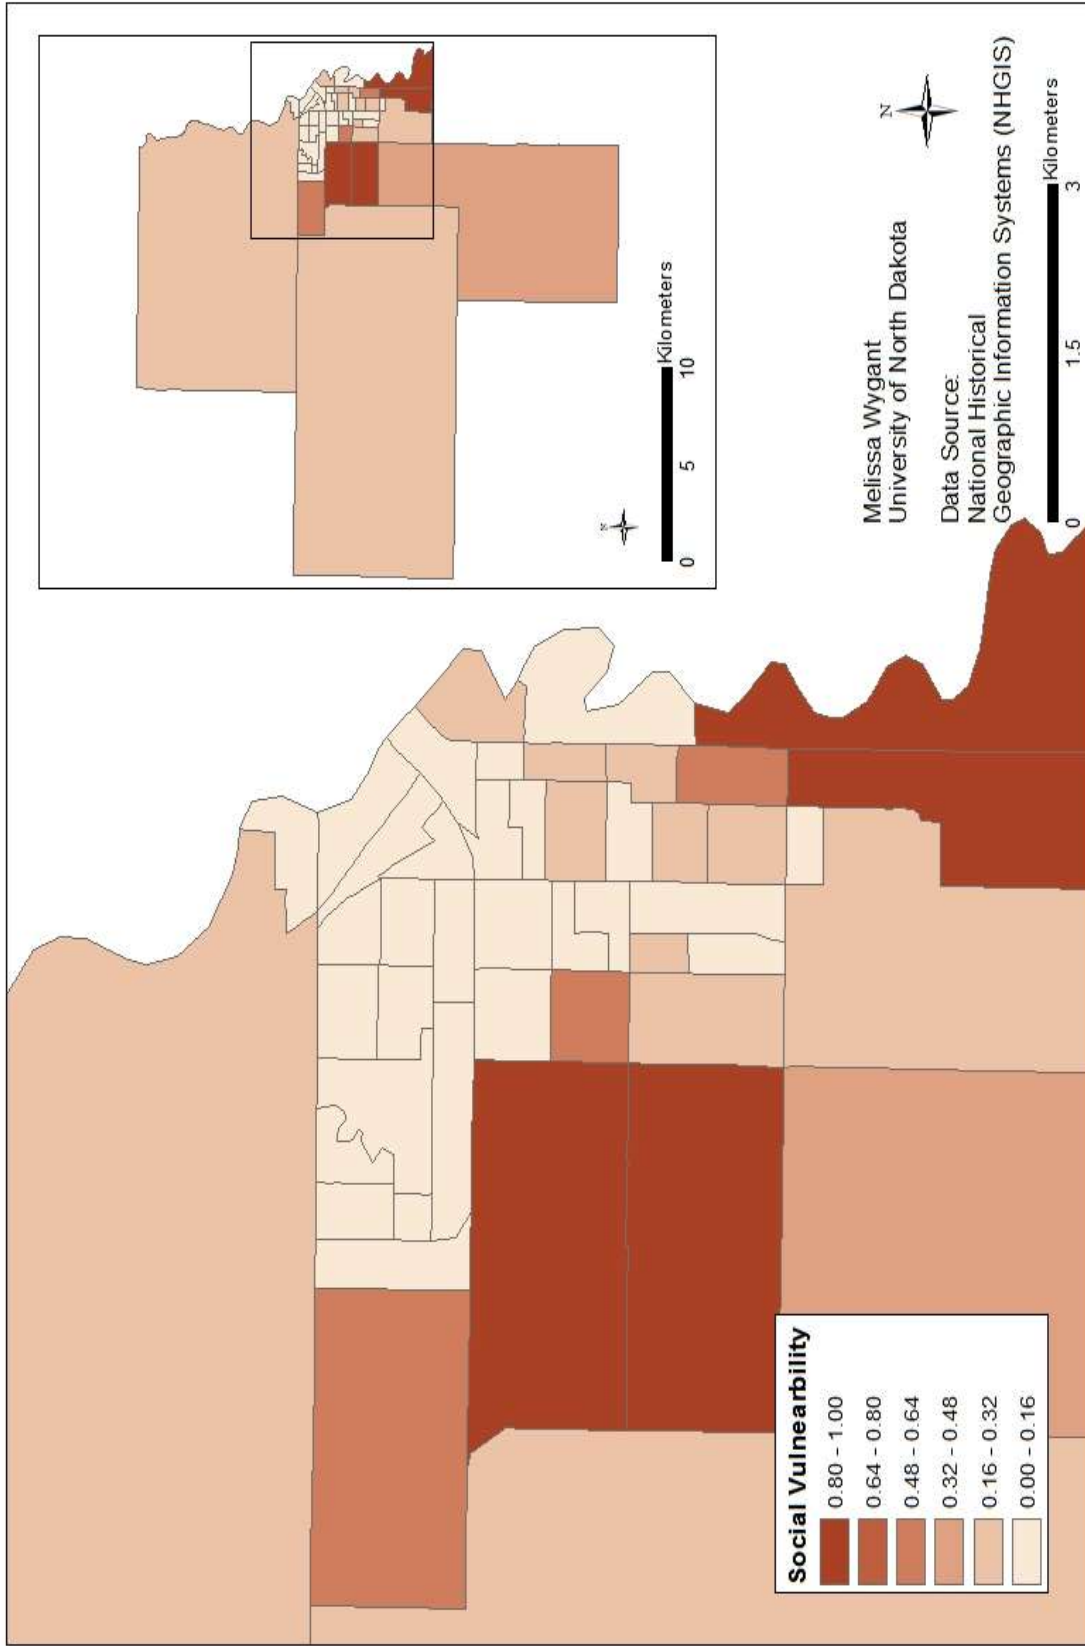 N
0
5
10
Kilometers
N
Melissa Wygant
University of North Dakota
Data Source:
National Historical
Geographic Information Systems (NHGIS)
0
1.5
3
Kilometers
Social Vulnearbility
0.80 - 1.00
0.64 - 0.80
0.48 - 0.64
0.32 - 0.48
0.16 - 0.32
0.00 - 0.16